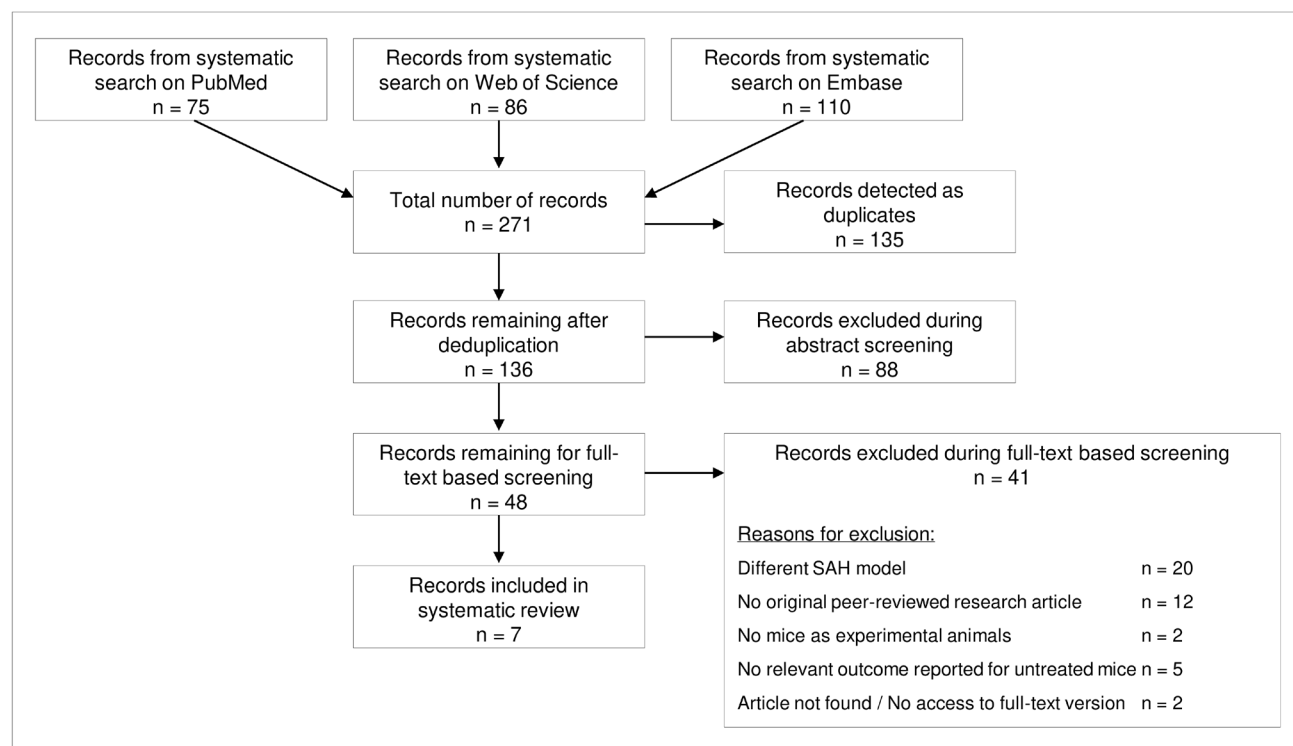 Records from systematic
search on PubMed
n = 75
Records from systematic
search on Web of Science
n = 86
Records from systematic
search on Embase
n = 110
Total number of records
n = 271
Records detected as
duplicates
n = 135
Records remaining after
deduplication
n = 136
Records excluded during
abstract screening
n = 88
Records remaining for full-
text based screening
n = 48
Records excluded during full-text based screening
n = 41
Reasons for exclusion:
Different SAH model n = 20
No original peer-reviewed research article n = 12
No mice as experimental animals n = 2
No relevant outcome reported for untreated mice n = 5
Article not found / No access to full-text version n = 2
Records included in
systematic review
n = 7